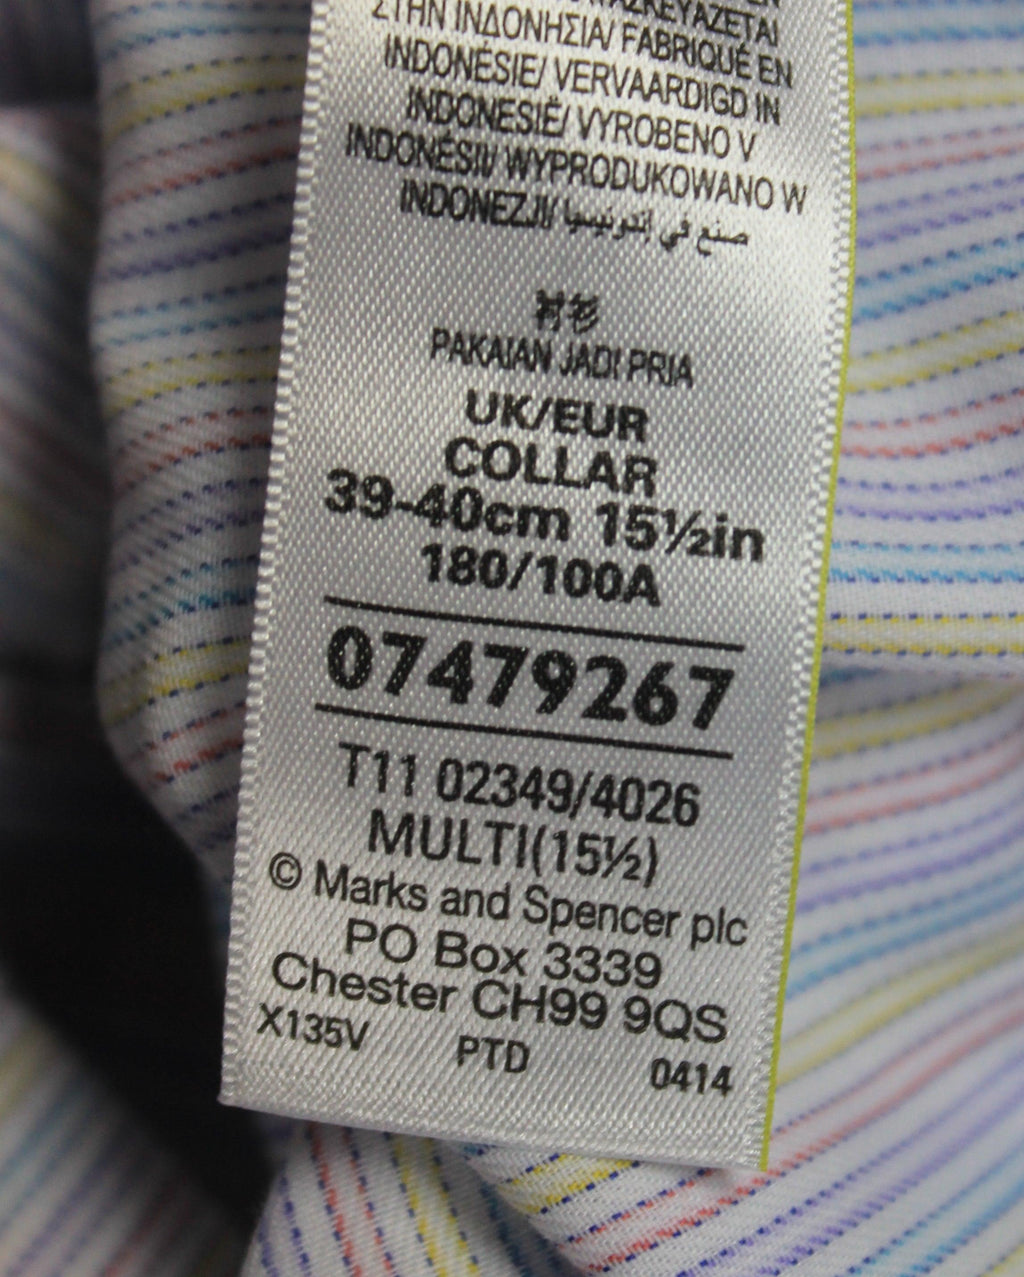 ΣΤΗΝ ΙΝΔΟΝΗΣΙΑ/ FABRIQUÉ EN
INDONÉSIE/ VERVAARDIGD IN
INDONESIË/ VYROBENO V
INDONÉSII/ WYPRODUKOWANO W
INDONEZJI/ صنع في إندونيسيا
衬衫
PAKAIAN JADI PRIA
UK/EUR
COLLAR
39-40cm 15½in
180/100A
07479267
T11 02349/4026
MULTI(15½)
© Marks and Spencer plc
PO Box 3339
Chester CH99 9QS
X135V PTD 0414